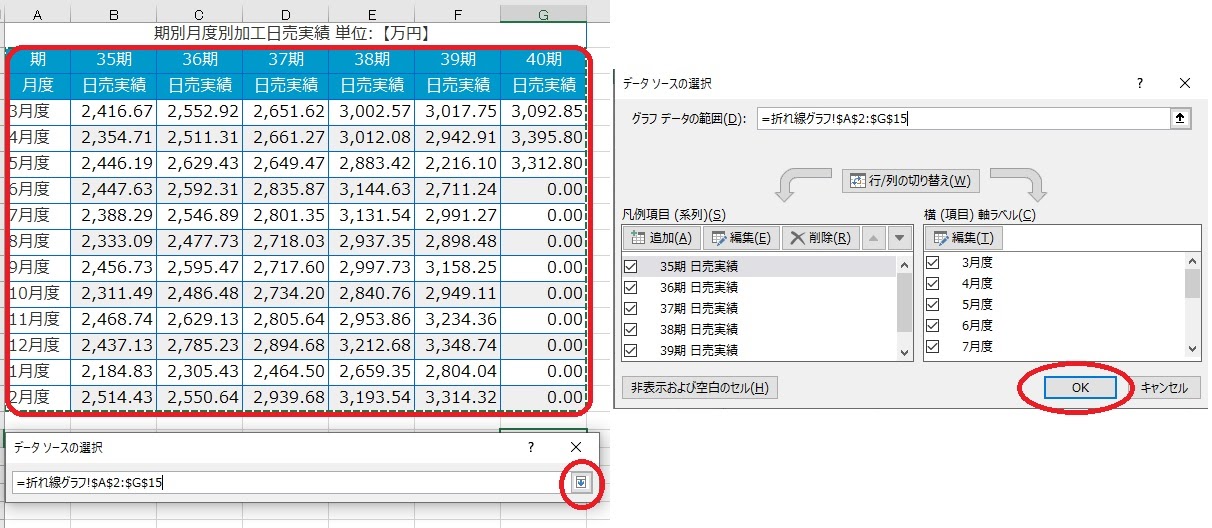 A B C D E F G
期別月度別加工日売実績 単位:【万円】
期 35期 36期 37期 38期 39期 40期
月度 日売実績 日売実績 日売実績 日売実績 日売実績 日売実績
3月度 2,416.67 2,552.92 2,651.62 3,002.57 3,017.75 3,092.85
4月度 2,354.71 2,511.31 2,661.27 3,012.08 2,942.91 3,395.80
5月度 2,446.19 2,629.43 2,649.47 2,883.42 2,216.10 3,312.80
6月度 2,447.63 2,592.31 2,835.87 3,144.63 2,711.24 0.00
7月度 2,388.29 2,546.89 2,801.35 3,131.54 2,991.27 0.00
8月度 2,333.09 2,477.73 2,718.03 2,937.35 2,898.48 0.00
9月度 2,456.73 2,595.47 2,717.60 2,997.73 3,158.25 0.00
10月度 2,311.49 2,486.48 2,734.20 2,840.76 2,949.11 0.00
11月度 2,468.74 2,629.13 2,805.64 2,953.86 3,234.36 0.00
12月度 2,437.13 2,785.23 2,894.68 3,212.68 3,348.74 0.00
1月度 2,184.83 2,305.43 2,464.50 2,659.35 2,804.04 0.00
2月度 2,514.43 2,550.64 2,939.68 3,193.54 3,314.32 0.00
データ ソースの選択 ? ×
=折れ線グラフ!$A$2:$G$15
データ ソースの選択 ? ×
グラフ データの範囲(D): =折れ線グラフ!$A$2:$G$15
行/列の切り替え(W)
凡例項目 (系列)(S)
追加(A) 編集(E) 削除(R)
35期 日売実績
36期 日売実績
37期 日売実績
38期 日売実績
39期 日売実績
横 (項目) 軸ラベル(C)
編集(T)
3月度
4月度
5月度
6月度
7月度
非表示および空白のセル(H) OK キャンセル